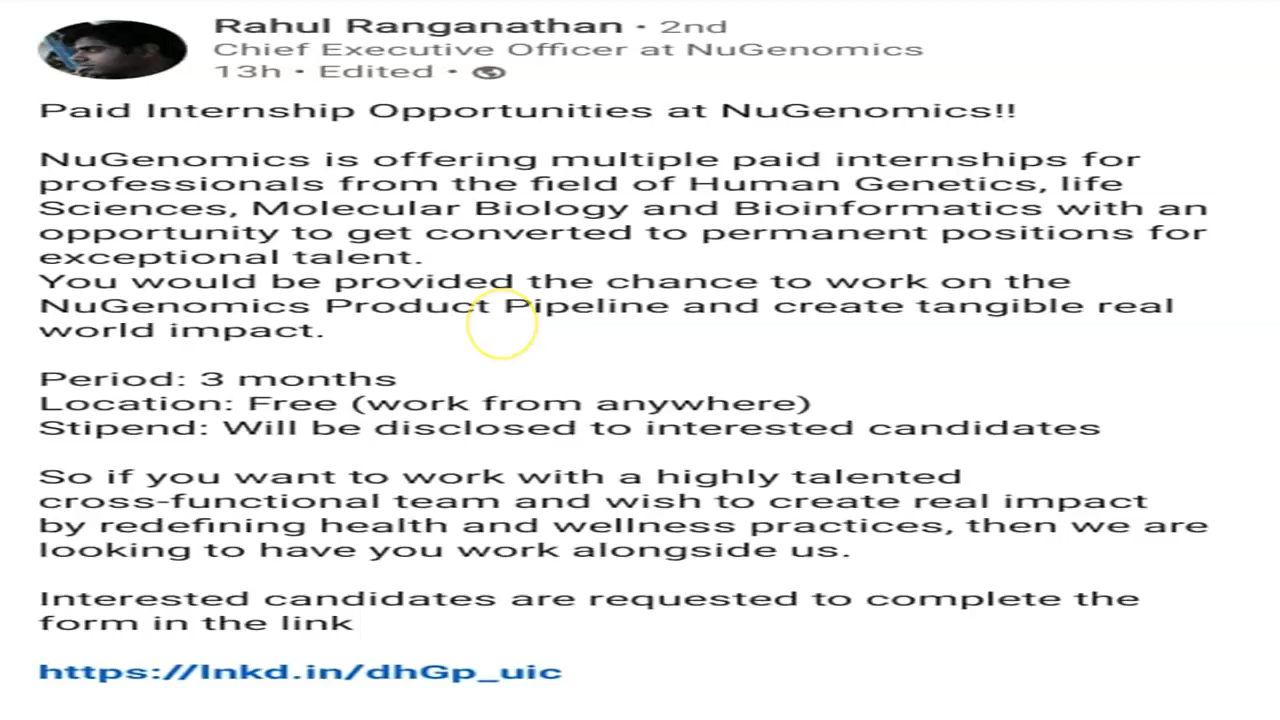 Rahul Ranganathan • 2nd
Chief Executive Officer at NuGenomics
13h • Edited •
Paid Internship Opportunities at NuGenomics!!
NuGenomics is offering multiple paid internships for
professionals from the field of Human Genetics, life
Sciences, Molecular Biology and Bioinformatics with an
opportunity to get converted to permanent positions for
exceptional talent.
You would be provided the chance to work on the
NuGenomics Product Pipeline and create tangible real
world impact.
Period: 3 months
Location: Free (work from anywhere)
Stipend: Will be disclosed to interested candidates
So if you want to work with a highly talented
cross-functional team and wish to create real impact
by redefining health and wellness practices, then we are
looking to have you work alongside us.
Interested candidates are requested to complete the
form in the link
https://lnkd.in/dhGp_uic